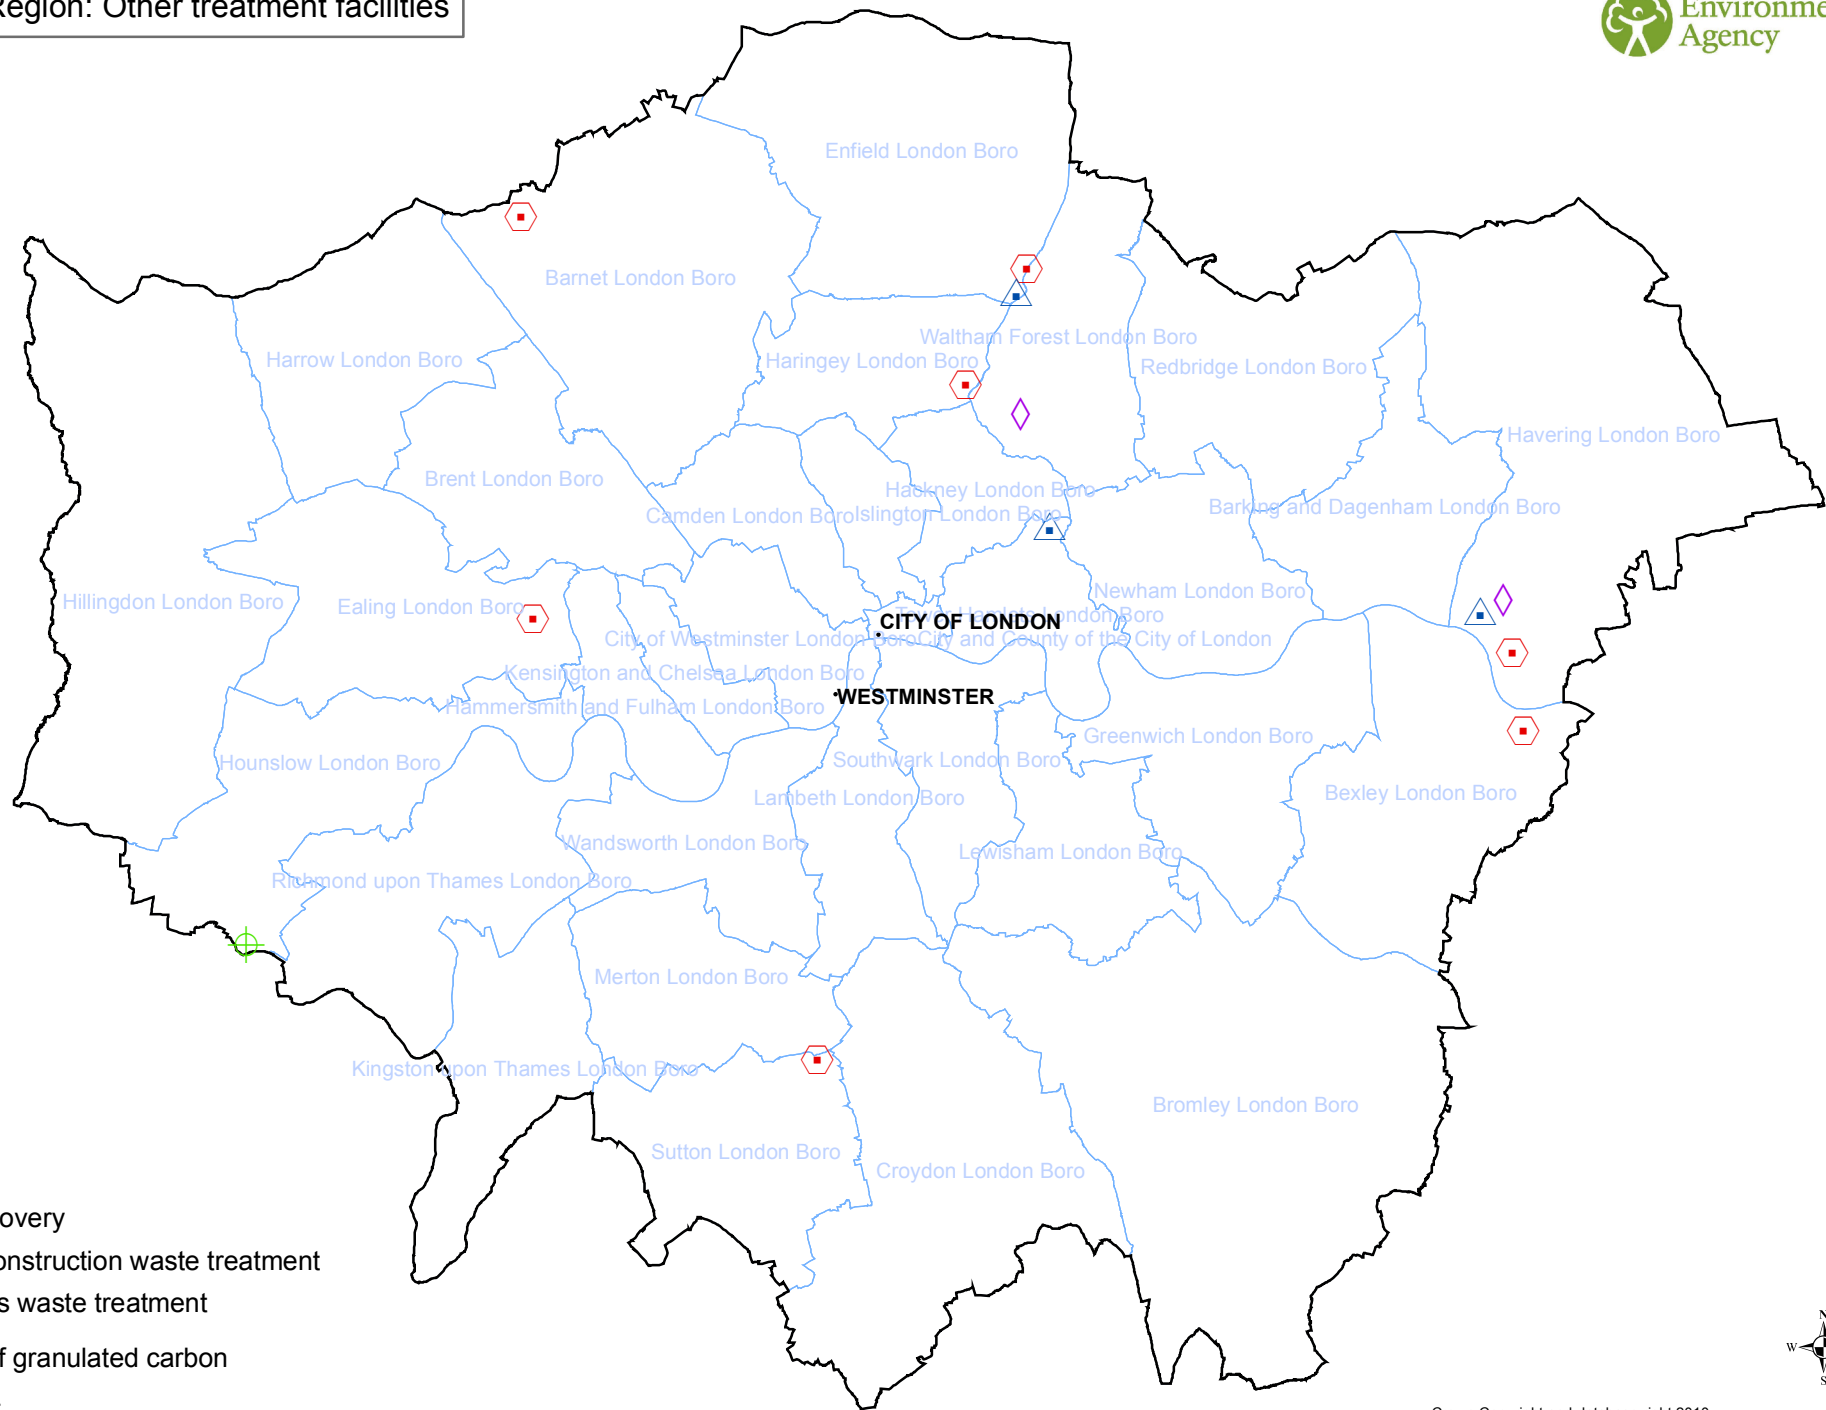 Region: Other treatment facilities
Environme
Agency
Enfield London Boro
Barnet London Boro
Waltham Forest London Boro
Harrow London Boro
Haringey London Boro
Redbridge London Boro
Havering London Boro
Brent London Boro
Hackney London Boro
Camden London Boro
Islington London Boro
Barking and Dagenham London Boro
Hillingdon London Boro
Ealing London Boro
Newham London Boro
Tower Hamlets London Boro
CITY OF LONDON
City of Westminster London Boro
City and County of the City of London
Kensington and Chelsea London Boro
WESTMINSTER
Hammersmith and Fulham London Boro
Greenwich London Boro
Hounslow London Boro
Southwark London Boro
Bexley London Boro
Lambeth London Boro
Wandsworth London Boro
Lewisham London Boro
Richmond upon Thames London Boro
Merton London Boro
Kingston upon Thames London Boro
Bromley London Boro
Sutton London Boro
Croydon London Boro
overy
onstruction waste treatment
s waste treatment
f granulated carbon
N
W
S